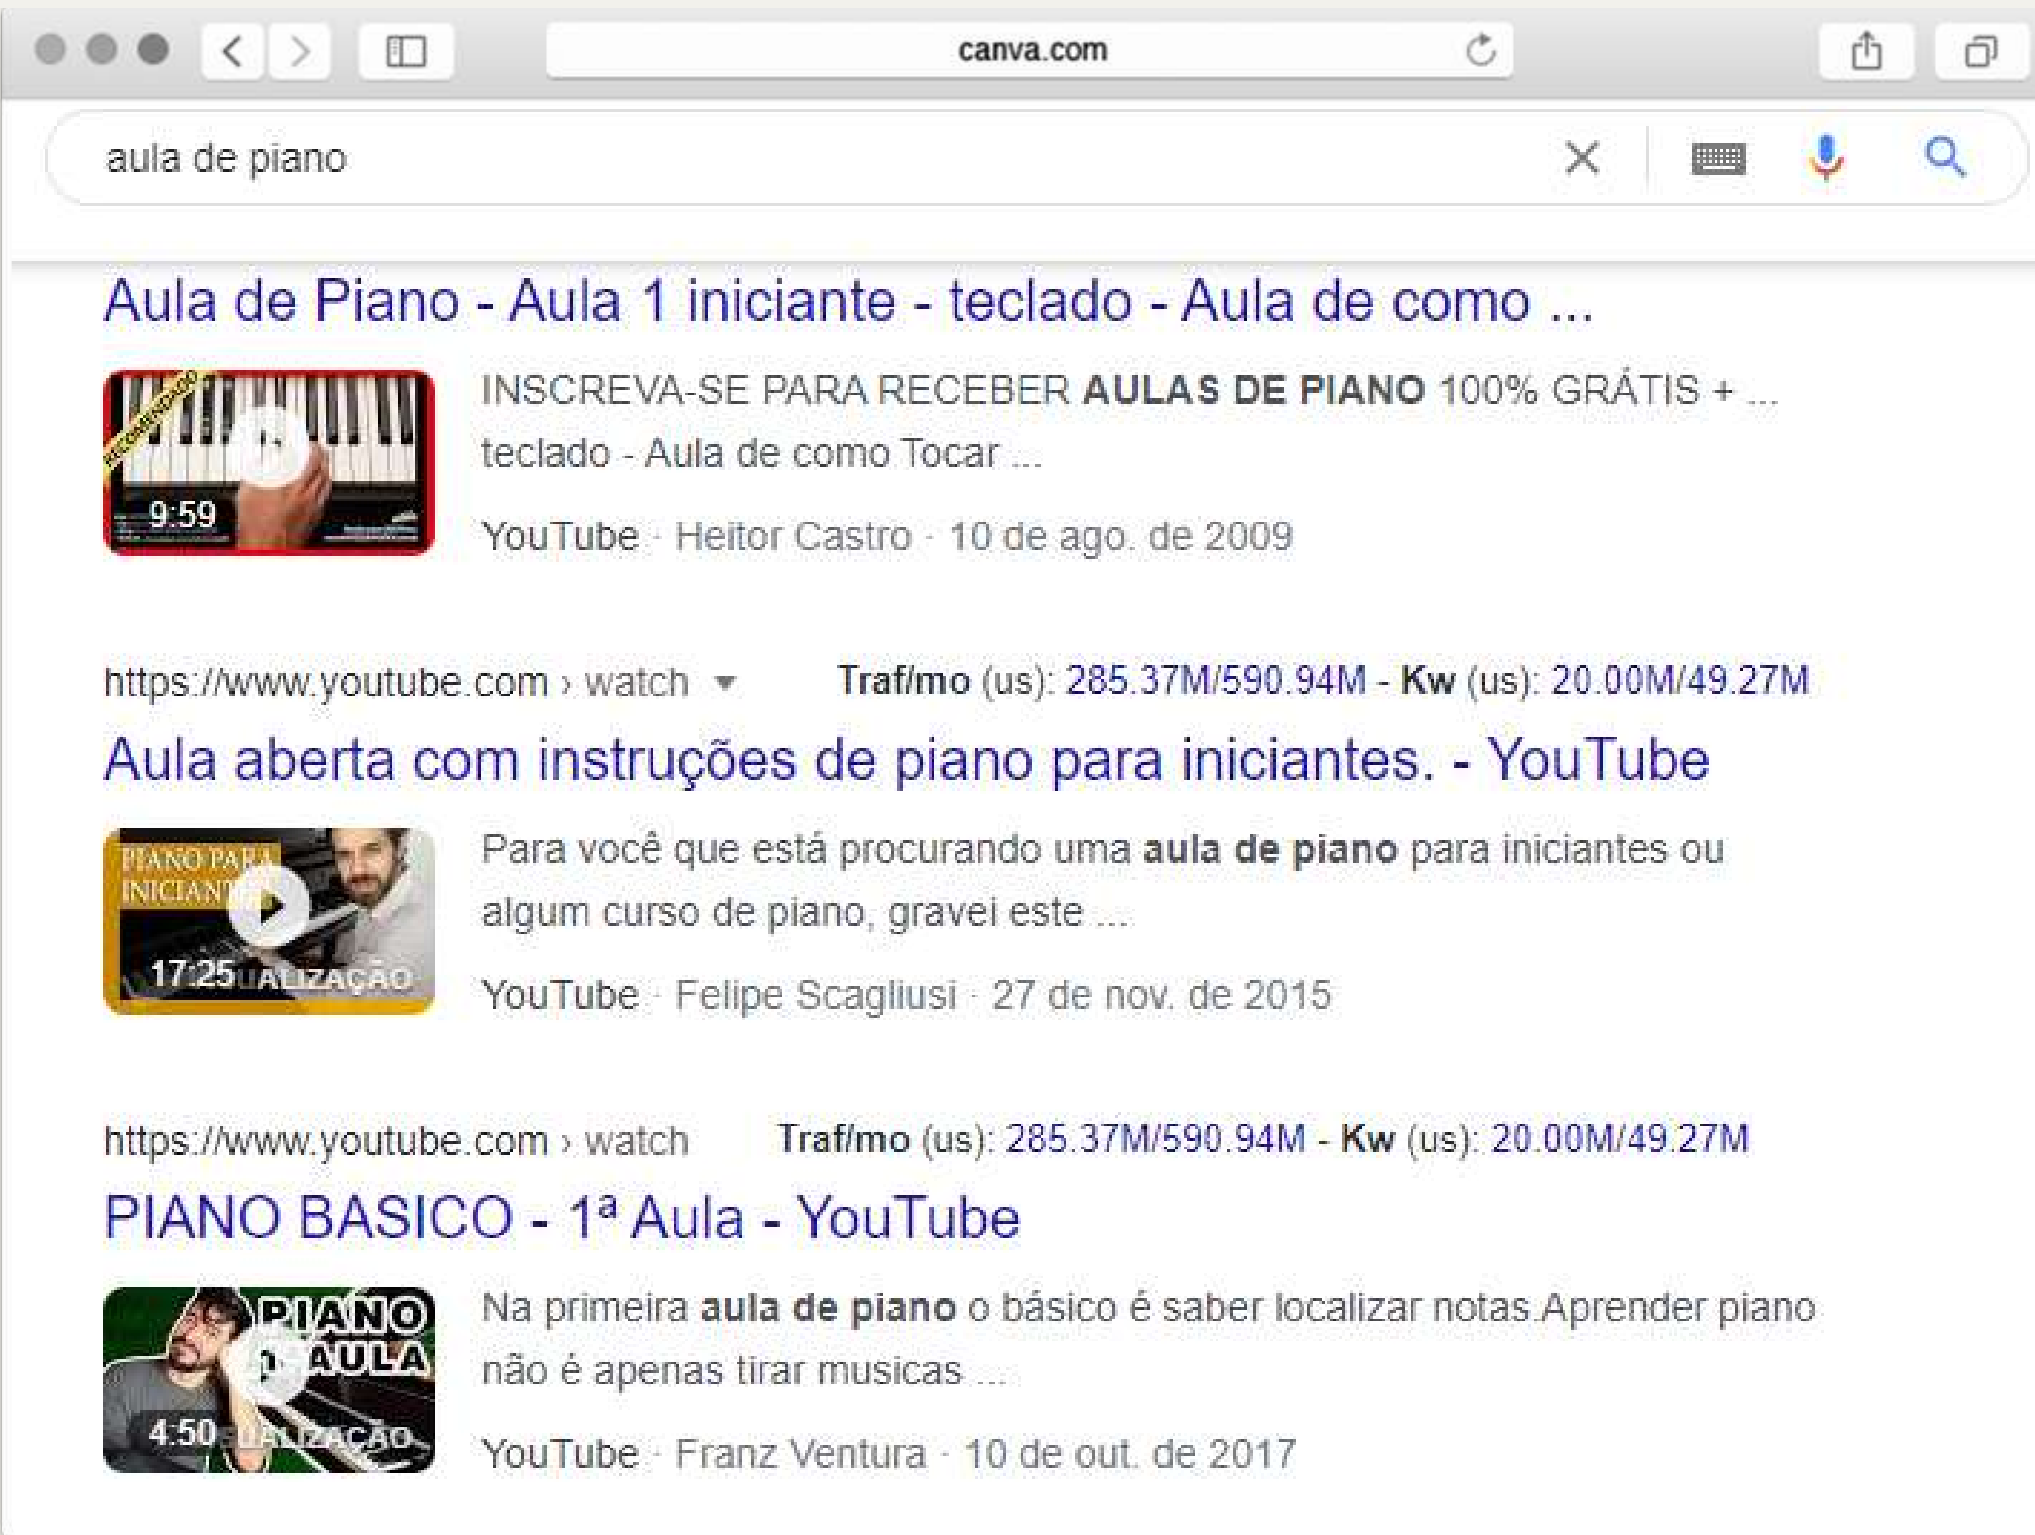 canva.com
aula de piano
Aula de Piano - Aula 1 iniciante - teclado - Aula de como ...
RECOMENDADO
9:59
INSCREVA-SE PARA RECEBER AULAS DE PIANO 100% GRÁTIS + ...
teclado - Aula de como Tocar ...
YouTube · Heitor Castro · 10 de ago. de 2009
https://www.youtube.com › watch Traf/mo (us): 285.37M/590.94M - Kw (us): 20.00M/49.27M
Aula aberta com instruções de piano para iniciantes. - YouTube
PIANO PARA
17:25
Para você que está procurando uma aula de piano para iniciantes ou
algum curso de piano, gravei este ...
YouTube · Felipe Scagliusi · 27 de nov. de 2015
https://www.youtube.com › watch Traf/mo (us): 285.37M/590.94M - Kw (us): 20.00M/49.27M
PIANO BASICO - 1ª Aula - YouTube
PIANO
AULA
4:50
Na primeira aula de piano o básico é saber localizar notas.Aprender piano
não é apenas tirar musicas ...
YouTube · Franz Ventura · 10 de out. de 2017